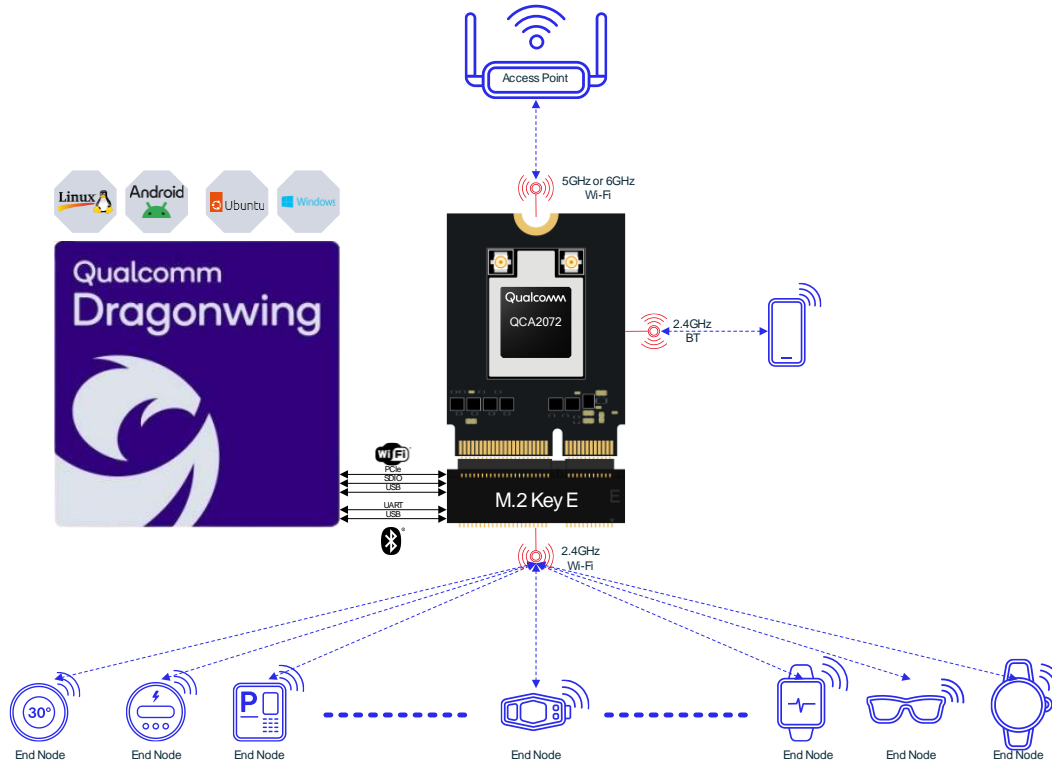 Access Point
5GHz or 6GHz
Wi-Fi
Linux
Android
Ubuntu
Windows
Qualcomm
Dragonwing
Qualcomm
QCA2072
2.4GHz
BT
Wi Fi
PCIe
SDIO
USB
UART
USB
M.2 Key E
E
2.4GHz
Wi-Fi
30°
P
End Node
End Node
End Node
End Node
End Node
End Node
End Node